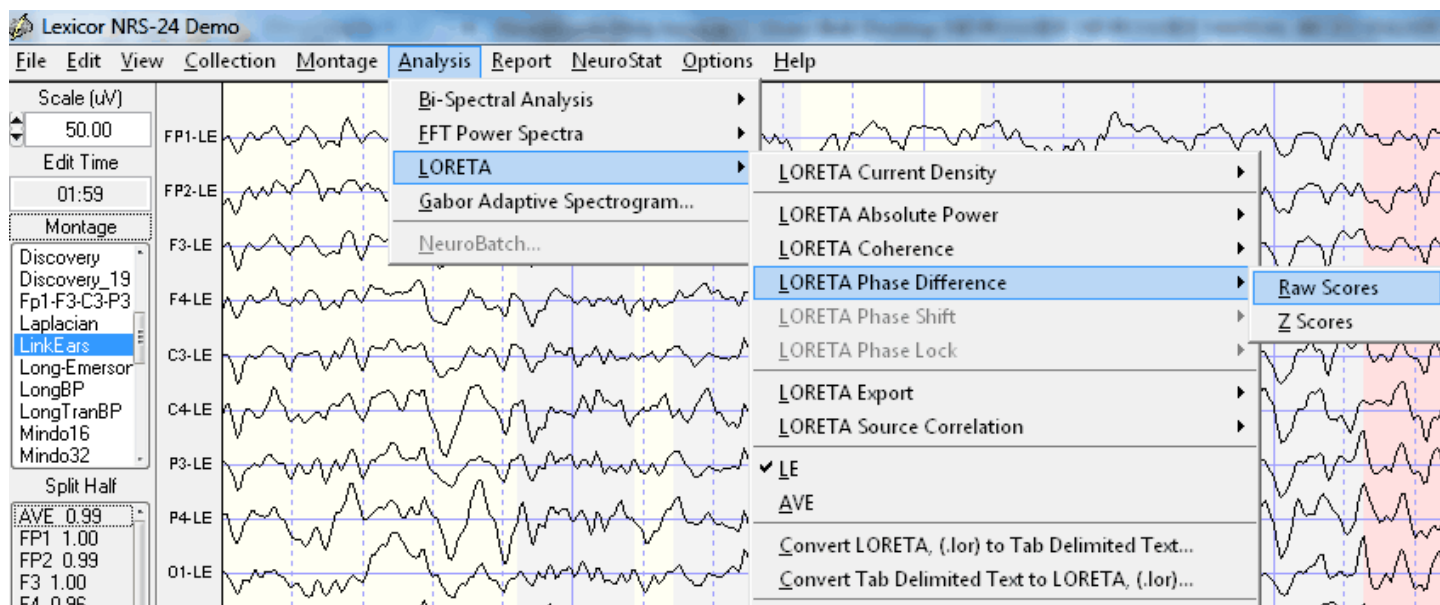 Lexicor NRS-24 Demo
File Edit View Collection Montage Analysis Report NeuroStat Options Help
Scale (uV)
50.00
Edit Time
01:59
Montage
Discovery
Discovery_19
Fp1-F3-C3-P3
Laplacian
LinkEars
Long-Emerson
LongBP
LongTranBP
Mindo16
Mindo32
Split Half
AVE 0.99
FP1 1.00
FP2 0.99
F3 1.00
F4 0.96
FP1-LE
FP2-LE
F3-LE
F4-LE
C3-LE
C4-LE
P3-LE
P4-LE
O1-LE
Bi-Spectral Analysis
FFT Power Spectra
LORETA
Gabor Adaptive Spectrogram...
NeuroBatch...
LORETA Current Density
LORETA Absolute Power
LORETA Coherence
LORETA Phase Difference
LORETA Phase Shift
LORETA Phase Lock
LORETA Export
LORETA Source Correlation
LE
AVE
Convert LORETA, (.lor) to Tab Delimited Text...
Convert Tab Delimited Text to LORETA, (.lor)...
Raw Scores
Z Scores